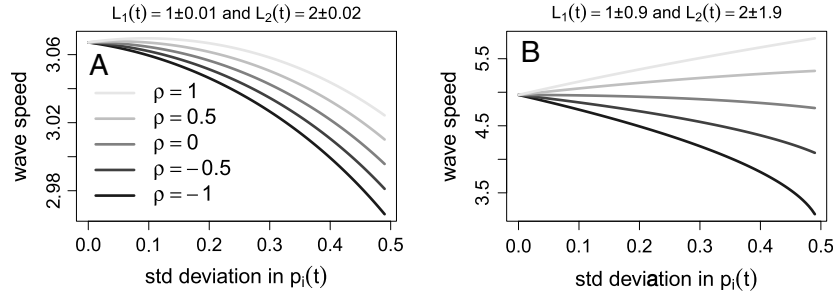 L₁(t) = 1±0.01 and L₂(t) = 2±0.02
A
wave speed
3.06
3.02
2.98
ρ = 1
ρ = 0.5
ρ = 0
ρ = −0.5
ρ = −1
0.0 0.1 0.2 0.3 0.4 0.5
std deviation in pᵢ(t)
L₁(t) = 1±0.9 and L₂(t) = 2±1.9
B
wave speed
5.5
4.5
3.5
0.0 0.1 0.2 0.3 0.4 0.5
std deviation in pᵢ(t)